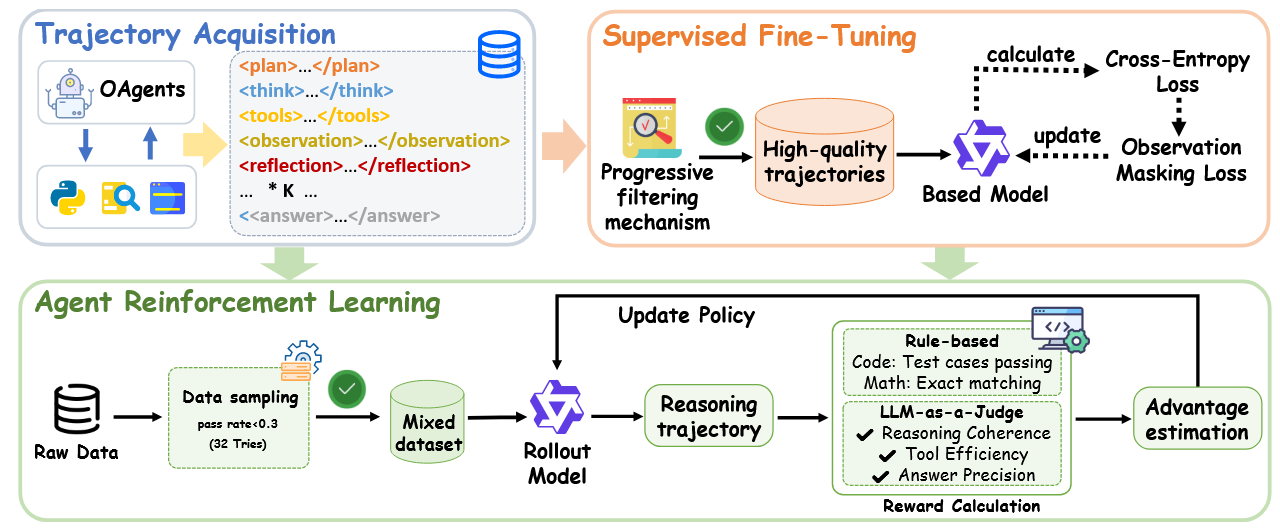 Trajectory Acquisition
OAgents
<plan>...</plan>
<think>...</think>
<tools>...</tools>
<observation>...</observation>
<reflection>...</reflection>
... * K ...
<<answer>...</answer>
Supervised Fine-Tuning
Progressive
filtering
mechanism
High-quality
trajectories
Based Model
calculate
Cross-Entropy
Loss
update
Observation
Masking Loss
Agent Reinforcement Learning
Raw Data
Data sampling
pass rate<0.3
(32 Tries)
Mixed
dataset
Rollout
Model
Update Policy
Reasoning
trajectory
</>
Rule-based
Code: Test cases passing
Math: Exact matching
LLM-as-a-Judge
✔ Reasoning Coherence
✔ Tool Efficiency
✔ Answer Precision
Reward Calculation
Advantage
estimation